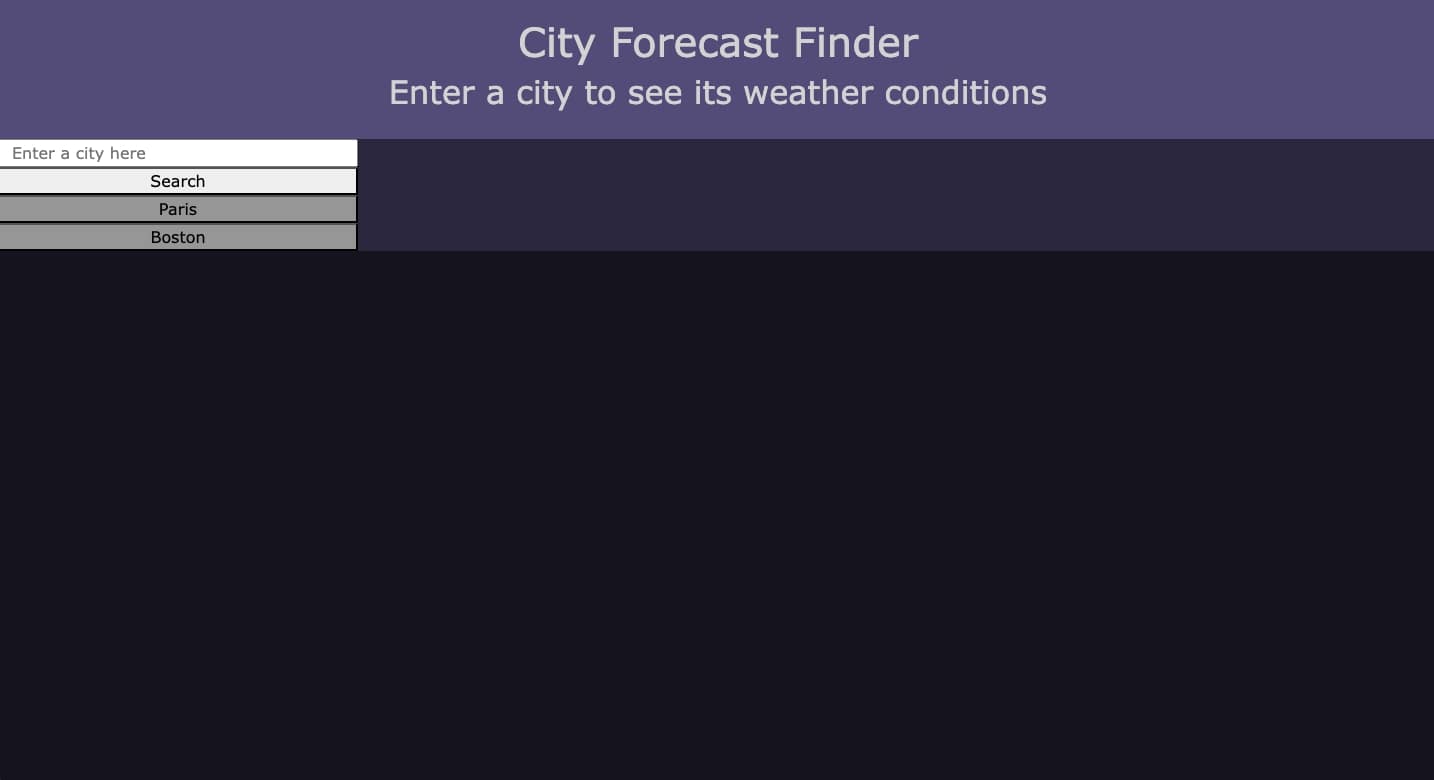 City Forecast Finder
Enter a city to see its weather conditions
Enter a city here
Search
Paris
Boston